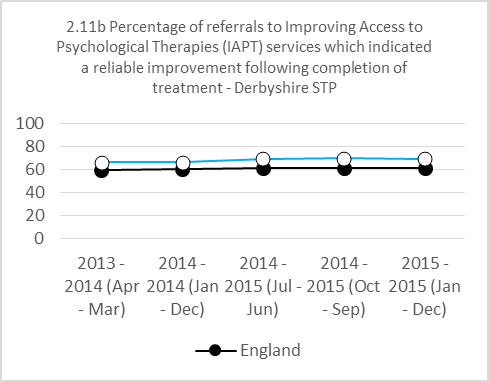 2.11b Percentage of referrals to Improving Access to
Psychological Therapies (IAPT) services which indicated
a reliable improvement following completion of
treatment - Derbyshire STP
100
80
60
40
20
0
2013 -
2014 (Apr
- Mar)
2014 -
2014 (Jan
- Dec)
2014 -
2015 (Jul -
Jun)
2014 -
2015 (Oct
- Sep)
2015 -
2015 (Jan
- Dec)
England